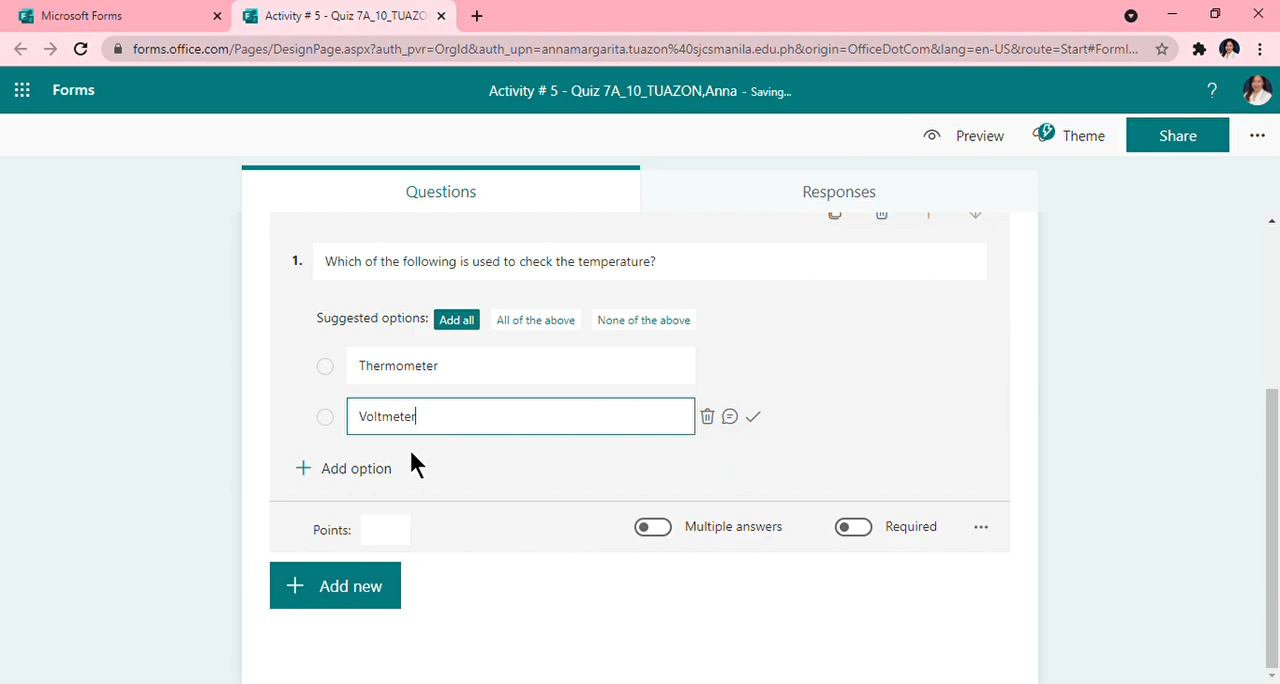 Microsoft Forms
Activity # 5 - Quiz 7A_10_TUAZO
forms.office.com/Pages/DesignPage.aspx?auth_pvr=OrgId&auth_upn=annamargarita.tuazon%40sjcsmanila.edu.ph&origin=OfficeDotCom&lang=en-US&route=Start#FormI...
Forms
Activity # 5 - Quiz 7A_10_TUAZON,Anna - Saving...
?
Preview
Theme
Share
Questions
Responses
1. Which of the following is used to check the temperature?
Suggested options: Add all All of the above None of the above
Thermometer
Voltmeter
+ Add option
Points:
Multiple answers
Required
+ Add new